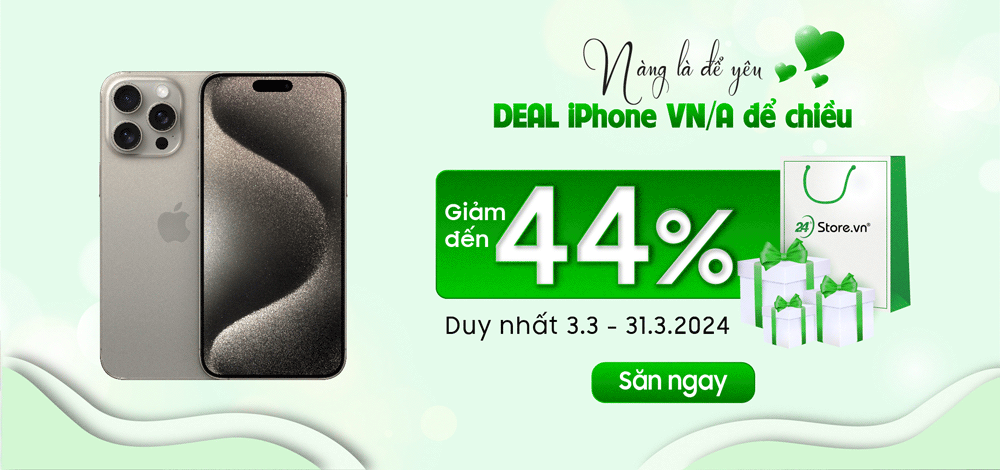 Nàng là để yêu
DEAL iPhone VN/A để chiều
Giảm
đến
44%
24 Store.vn®
Duy nhất 3.3 - 31.3.2024
Săn ngay